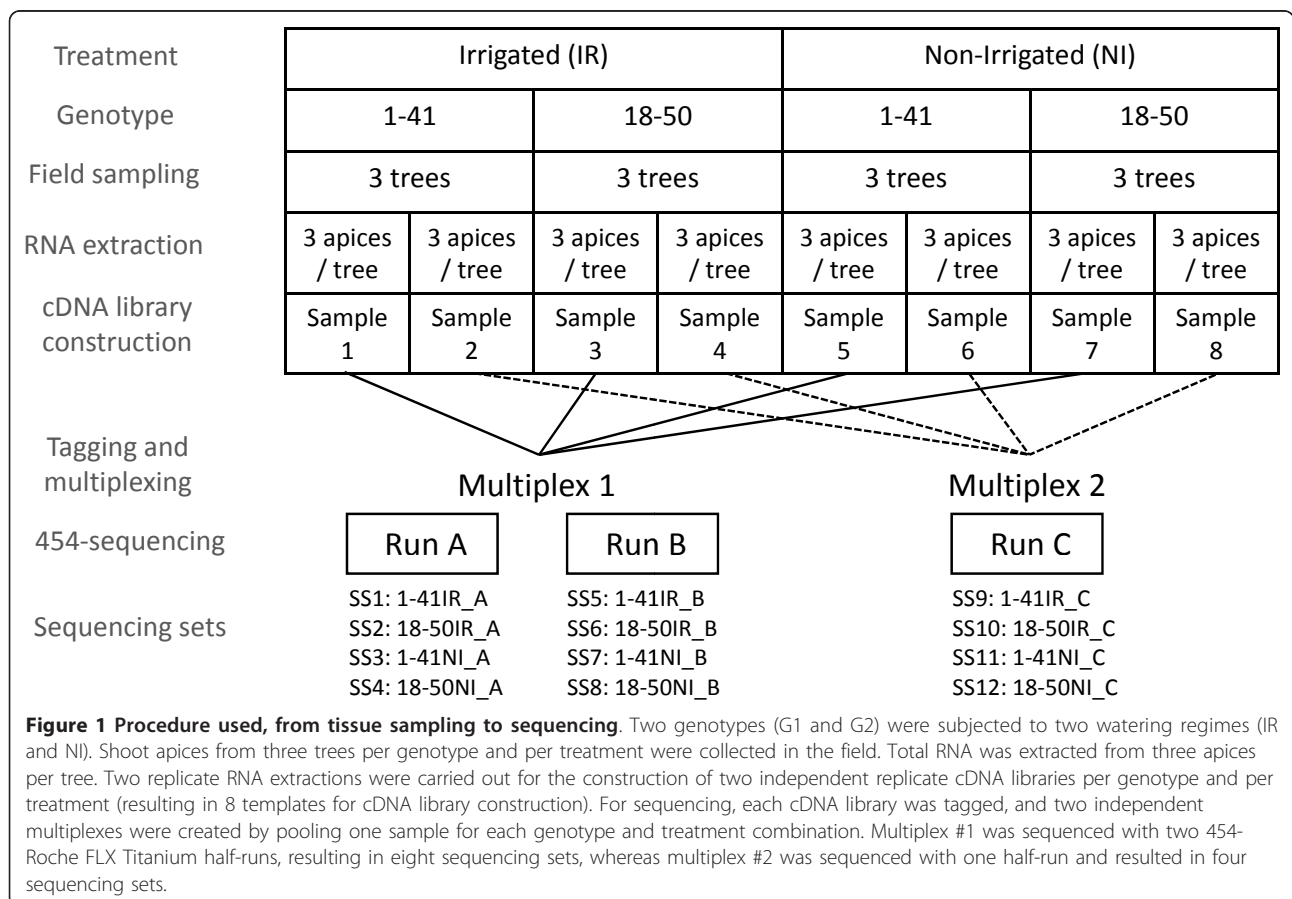 Treatment
Irrigated (IR)
Non-Irrigated (NI)
Genotype
1-41
18-50
1-41
18-50
Field sampling
3 trees
3 trees
3 trees
3 trees
RNA extraction
3 apices
/ tree
3 apices
/ tree
3 apices
/ tree
3 apices
/ tree
3 apices
/ tree
3 apices
/ tree
3 apices
/ tree
3 apices
/ tree
cDNA library
construction
Sample
1
Sample
2
Sample
3
Sample
4
Sample
5
Sample
6
Sample
7
Sample
8
Tagging and
multiplexing
Multiplex 1
Multiplex 2
454-sequencing
Run A
Run B
Run C
Sequencing sets
SS1: 1-41IR_A
SS2: 18-50IR_A
SS3: 1-41NI_A
SS4: 18-50NI_A
SS5: 1-41IR_B
SS6: 18-50IR_B
SS7: 1-41NI_B
SS8: 18-50NI_B
SS9: 1-41IR_C
SS10: 18-50IR_C
SS11: 1-41NI_C
SS12: 18-50NI_C
Figure 1 Procedure used, from tissue sampling to sequencing. Two genotypes (G1 and G2) were subjected to two watering regimes (IR
and NI). Shoot apices from three trees per genotype and per treatment were collected in the field. Total RNA was extracted from three apices
per tree. Two replicate RNA extractions were carried out for the construction of two independent replicate cDNA libraries per genotype and per
treatment (resulting in 8 templates for cDNA library construction). For sequencing, each cDNA library was tagged, and two independent
multiplexes were created by pooling one sample for each genotype and treatment combination. Multiplex #1 was sequenced with two 454-
Roche FLX Titanium half-runs, resulting in eight sequencing sets, whereas multiplex #2 was sequenced with one half-run and resulted in four
sequencing sets.